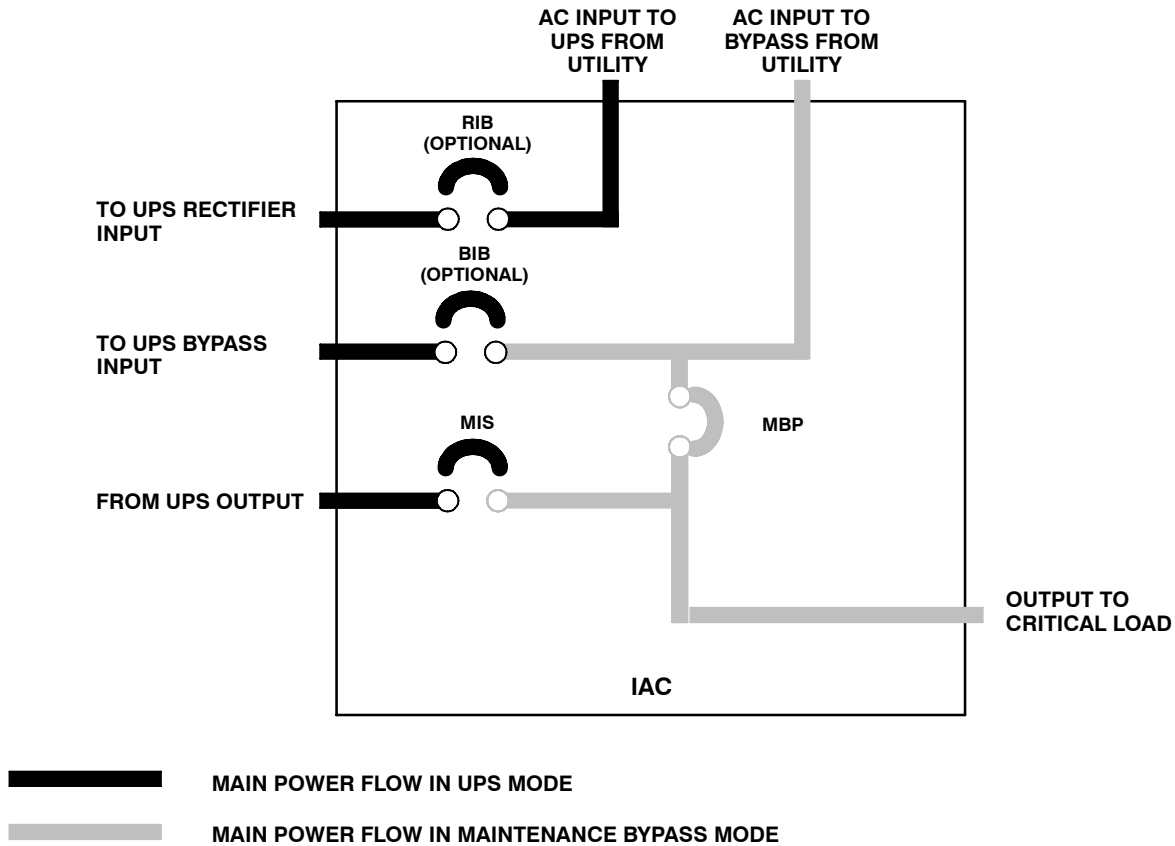 AC INPUT TO
UPS FROM
UTILITY
AC INPUT TO
BYPASS FROM
UTILITY
RIB
(OPTIONAL)
TO UPS RECTIFIER
INPUT
BIB
(OPTIONAL)
TO UPS BYPASS
INPUT
MIS
MBP
FROM UPS OUTPUT
OUTPUT TO
CRITICAL LOAD
IAC
MAIN POWER FLOW IN UPS MODE
MAIN POWER FLOW IN MAINTENANCE BYPASS MODE